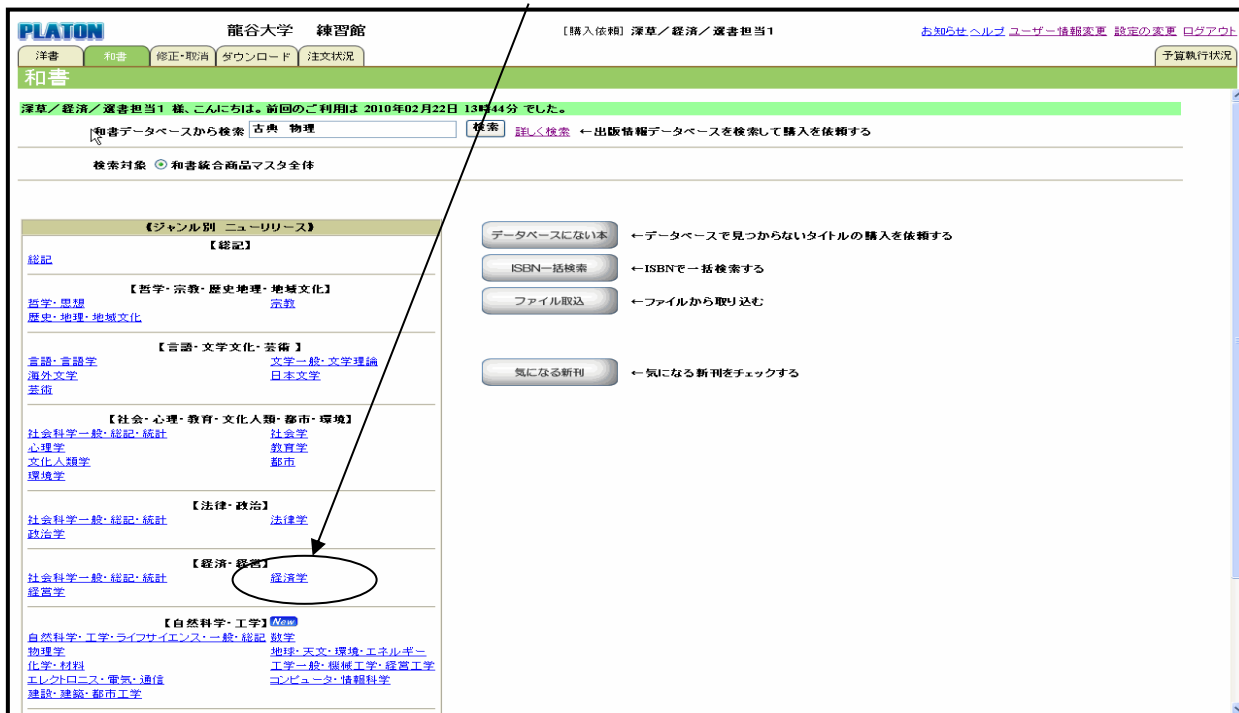 PLATON 龍谷大学 練習館 [購入依頼] 深草/経済/選書担当1 お知らせ ヘルプ ユーザー情報変更 設定の変更 ログアウト
洋書 和書 修正・取消 ダウンロード 注文状況 予算執行状況
和書
深草/経済/選書担当1 様、こんにちは。前回のご利用は 2010年02月22日 13時44分 でした。
和書データベースから検索 古典 物理 検索 詳しく検索 ←出版情報データベースを検索して購入を依頼する
検索対象 和書統合商品マスタ全体
【ジャンル別 ニューリリース】
【総記】
総記
【哲学・宗教・歴史地理・地域文化】
哲学・思想 宗教
歴史・地理・地域文化
【言語・文学文化・芸術 】
言語・言語学 文学一般・文学理論
海外文学 日本文学
芸術
【社会・心理・教育・文化人類・都市・環境】
社会科学一般・総記・統計 社会学
心理学 教育学
文化人類学 都市
環境学
【法律・政治】
社会科学一般・総記・統計 法律学
政治学
【経済・経営】
社会科学一般・総記・統計 経済学
経営学
【自然科学・工学】 New
自然科学・工学・ライフサイエンス・一般・総記 数学
物理学 地球・天文・環境・エネルギー
化学・材料 工学一般・機械工学・経営工学
エレクトロニクス・電気・通信 コンピュータ・情報科学
建設・建築・都市工学
データベースにない本 ←データベースで見つからないタイトルの購入を依頼する
ISBN一括検索 ←ISBNで一括検索する
ファイル取込 ←ファイルから取り込む
気になる新刊 ←気になる新刊をチェックする